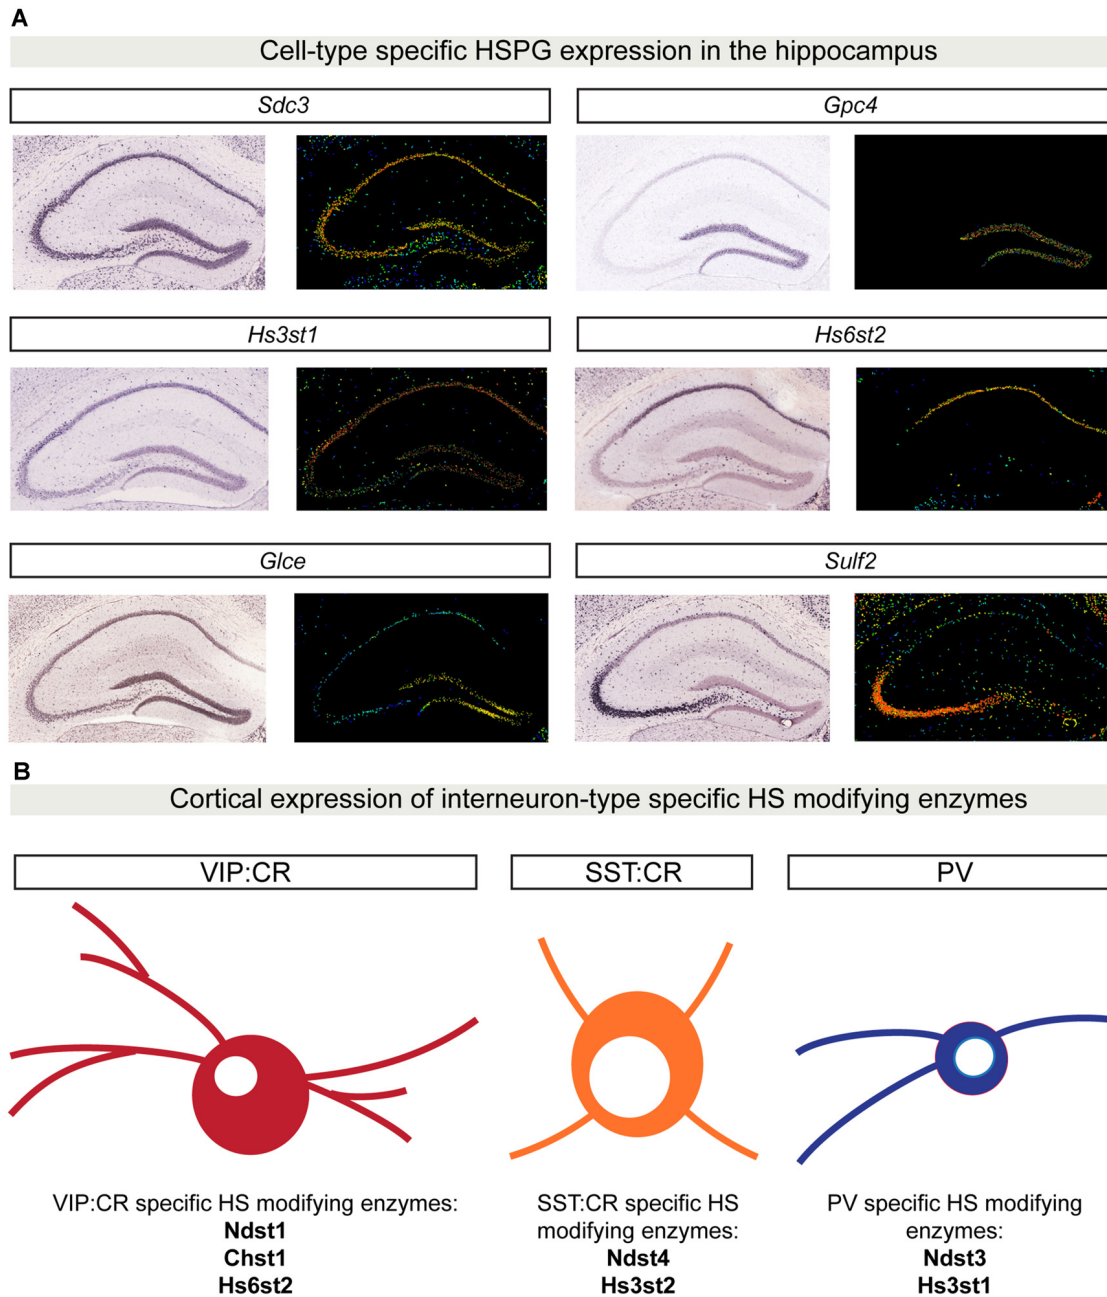 A
Cell-type specific HSPG expression in the hippocampus
Sdc3
Gpc4
Hs3st1
Hs6st2
Glce
Sulf2
B
Cortical expression of interneuron-type specific HS modifying enzymes
VIP:CR
SST:CR
PV
VIP:CR specific HS modifying enzymes:
Ndst1
Chst1
Hs6st2
SST:CR specific HS
modifying enzymes:
Ndst4
Hs3st2
PV specific HS modifying
enzymes:
Ndst3
Hs3st1